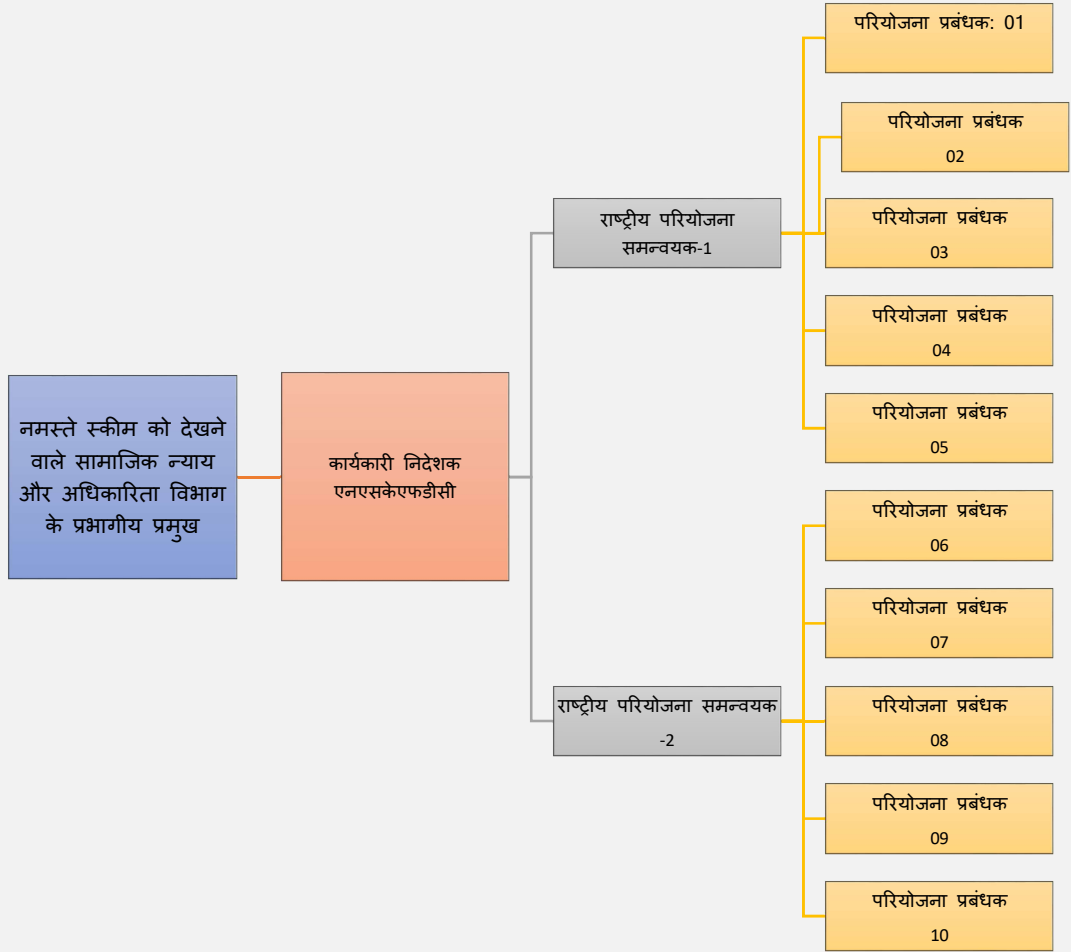 नमस्ते स्कीम को देखने
वाले सामाजिक न्याय
और अधिकारिता विभाग
के प्रभागीय प्रमुख
कार्यकारी निदेशक
एनएसकेएफडीसी
राष्ट्रीय परियोजना
समन्वयक-1
परियोजना प्रबंधक: 01
परियोजना प्रबंधक
02
परियोजना प्रबंधक
03
परियोजना प्रबंधक
04
परियोजना प्रबंधक
05
राष्ट्रीय परियोजना समन्वयक
-2
परियोजना प्रबंधक
06
परियोजना प्रबंधक
07
परियोजना प्रबंधक
08
परियोजना प्रबंधक
09
परियोजना प्रबंधक
10